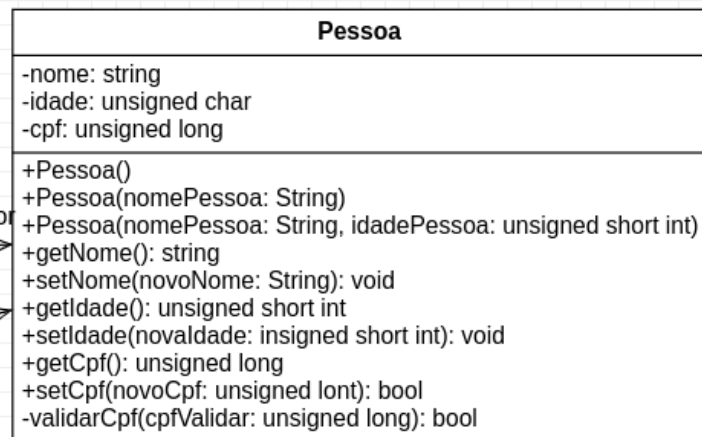 Pessoa
-nome: string
-idade: unsigned char
-cpf: unsigned long
+Pessoa()
+Pessoa(nomePessoa: String)
or
+Pessoa(nomePessoa: String, idadePessoa: unsigned short int)
+getNome(): string
+setNome(novoNome: String): void
+getIdade(): unsigned short int
+setIdade(novaIdade: insigned short int): void
+getCpf(): unsigned long
+setCpf(novoCpf: unsigned lont): bool
-validarCpf(cpfValidar: unsigned long): bool